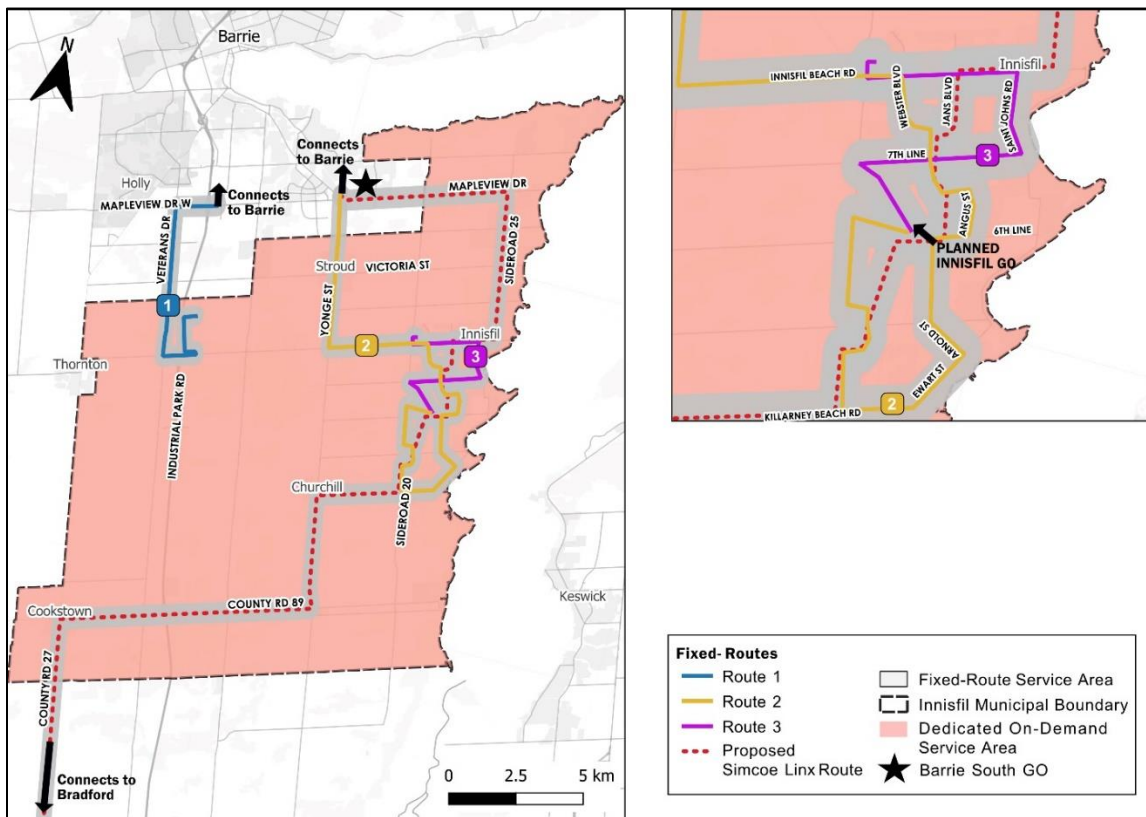 N
Barrie
Connects
to Barrie
Holly
Connects
to Barrie
MAPLEVIEW DR W
MAPLEVIEW DR
VETERANS DR
SIDEROAD 25
Stroud
VICTORIA ST
YONGE ST
1
2
Innisfil
3
Thornton
INDUSTRIAL PARK RD
Churchill
SIDEROAD 20
Cookstown
COUNTY RD 89
Keswick
COUNTY RD 27
Connects to
Bradford
0 2.5 5 km
INNISFIL BEACH RD
WEBSTER BLVD
JANS BLVD
Innisfil
SAINT JOHNS RD
7TH LINE
3
ANGUS ST
6TH LINE
PLANNED
INNISFIL GO
ARNOLD ST
EWART ST
2
KILLARNEY BEACH RD
Fixed- Routes
Route 1
Route 2
Route 3
Proposed
Simcoe Linx Route
Fixed-Route Service Area
Innisfil Municipal Boundary
Dedicated On-Demand
Service Area
Barrie South GO